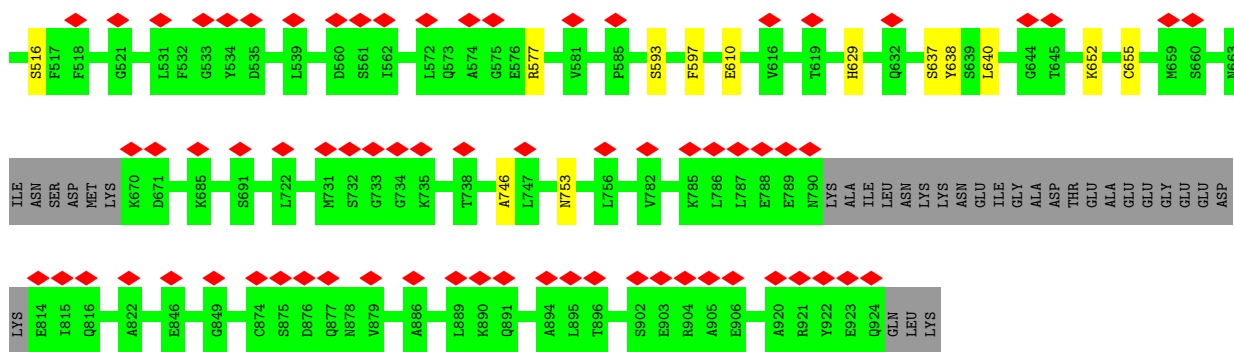 S516 F517 F518 G521 L531 F532 G533 Y534 D535 L539 D560 S561 I562 L572 Q573 A574 G575 E576 R577 V581 P585 S593 F597 E610 V616 T619 H629 Q632 S637 Y638 S639 L640 G644 T645 K652 C655 M659 S660 N663
ILE ASN SER ASP MET LYS K670 D671 K685 S691 L722 M731 S732 G733 G734 K735 T738 A746 L747 N753 L756 V782 K785 L786 L787 E788 E789 N790 LYS ALA ILE LEU ASN LYS LYS ASN GLU ILE GLY ALA ASP THR GLU ALA GLU GLU GLY GLU GLU ASP
LYS E814 I815 Q816 A822 E846 G849 C874 S875 D876 Q877 N878 V879 A886 L889 K890 Q891 A894 L895 T896 S902 E903 R904 A905 E906 A920 R921 Y922 E923 Q924 GLN LEU LYS